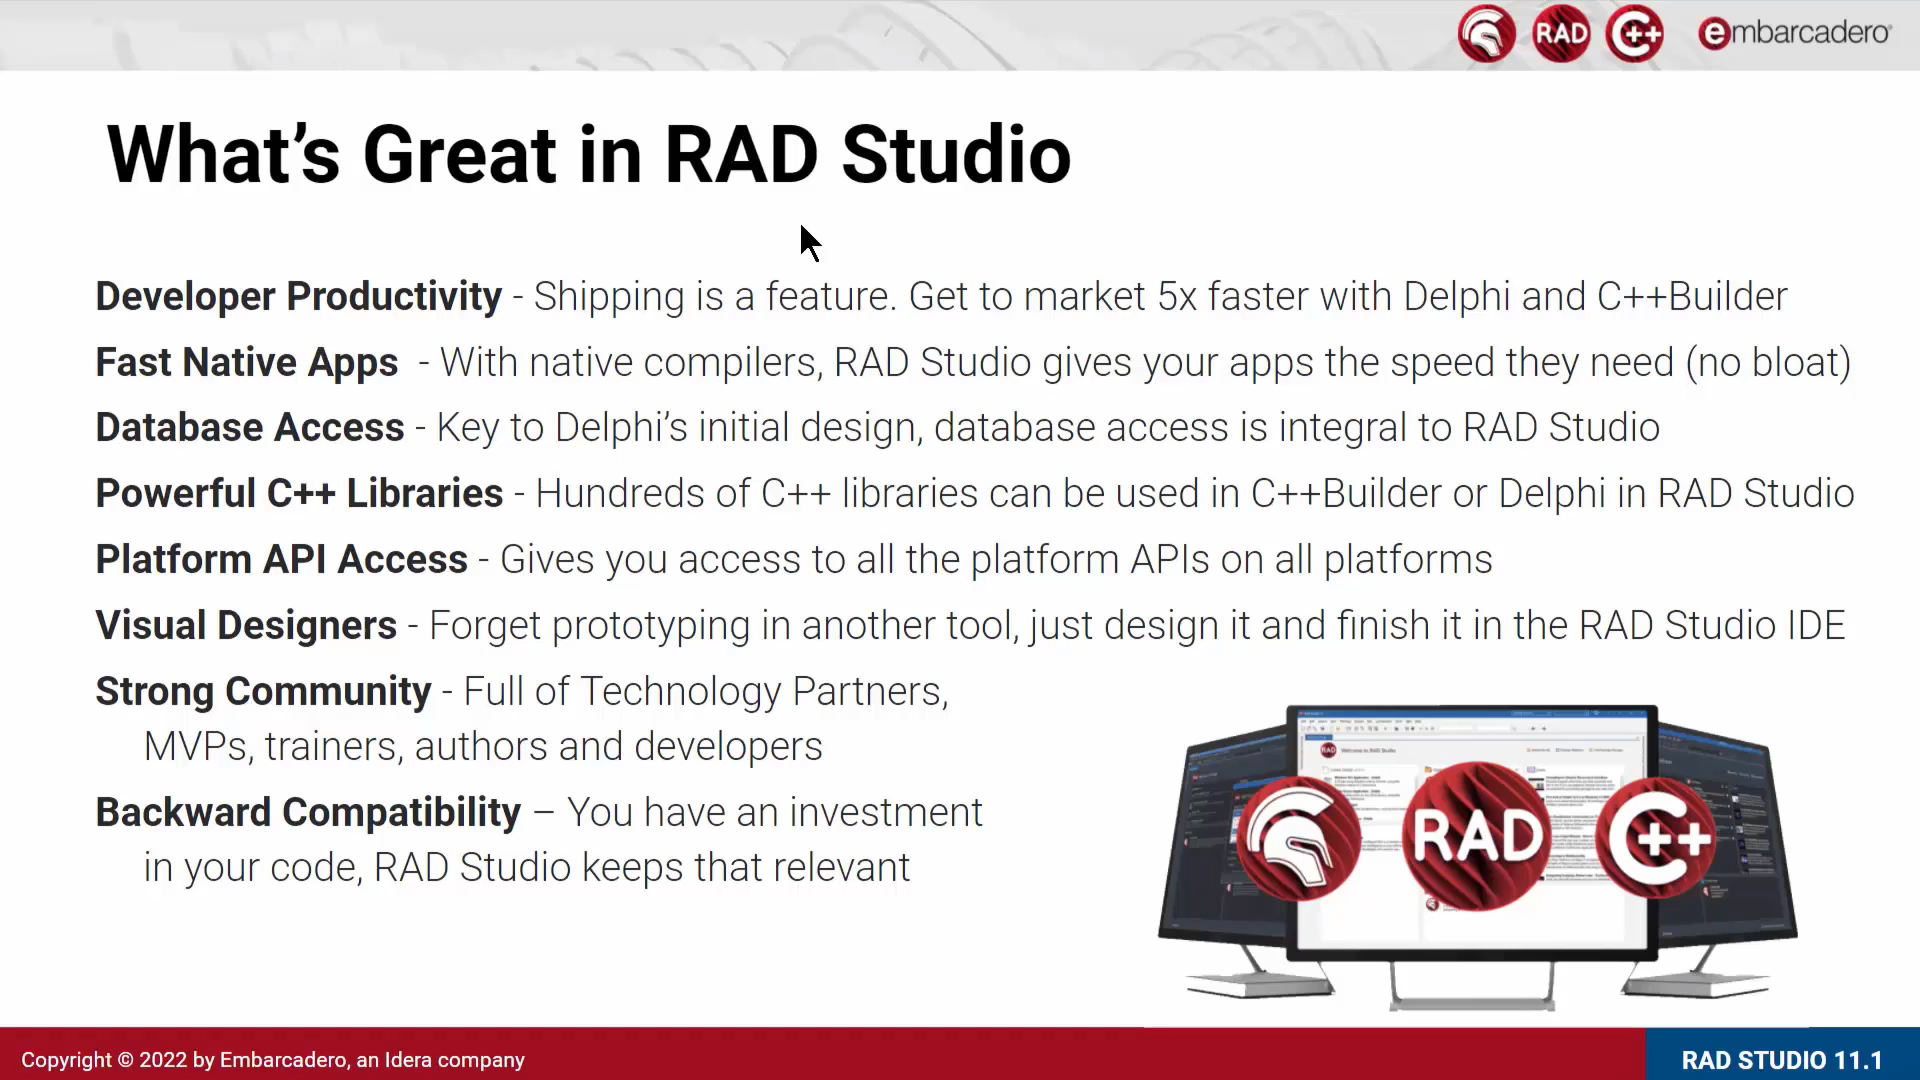 RAD
C++
embarcadero®
What’s Great in RAD Studio
Developer Productivity - Shipping is a feature. Get to market 5x faster with Delphi and C++Builder
Fast Native Apps - With native compilers, RAD Studio gives your apps the speed they need (no bloat)
Database Access - Key to Delphi’s initial design, database access is integral to RAD Studio
Powerful C++ Libraries - Hundreds of C++ libraries can be used in C++Builder or Delphi in RAD Studio
Platform API Access - Gives you access to all the platform APIs on all platforms
Visual Designers - Forget prototyping in another tool, just design it and finish it in the RAD Studio IDE
Strong Community - Full of Technology Partners,
MVPs, trainers, authors and developers
Backward Compatibility – You have an investment
in your code, RAD Studio keeps that relevant
RAD
Welcome to RAD Studio
RAD
C++
Copyright © 2022 by Embarcadero, an Idera company
RAD STUDIO 11.1